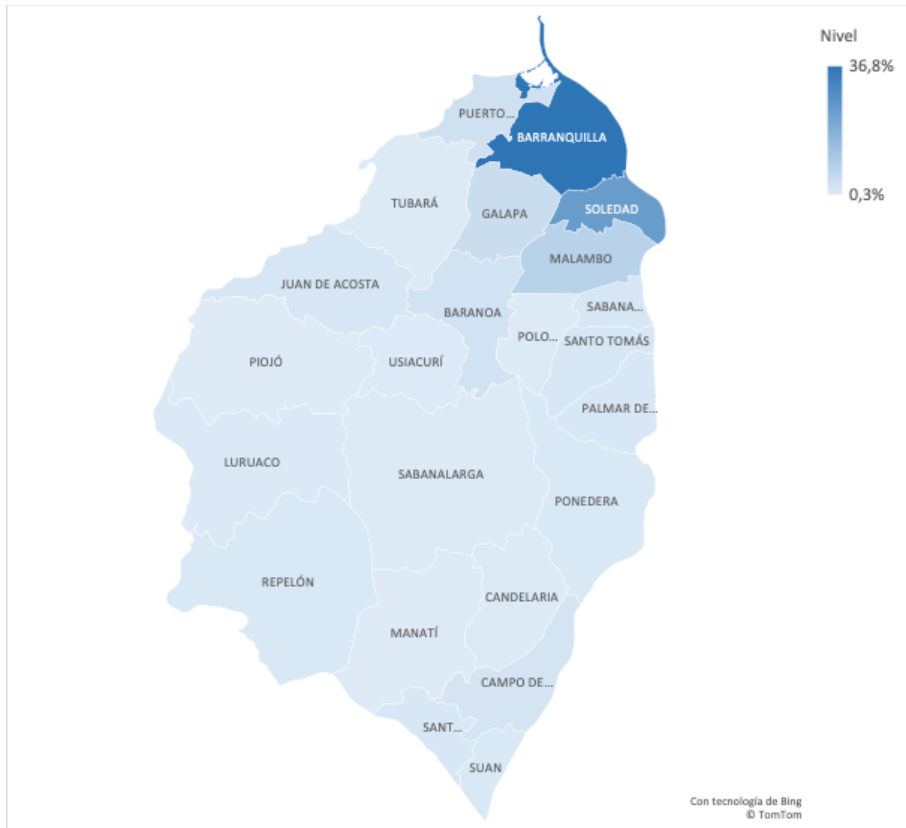 Nivel
36,8%
0,3%
PUERTO...
BARRANQUILLA
TUBARÁ
GALAPA
SOLEDAD
MALAMBO
JUAN DE ACOSTA
BARANOA
SABANA...
POLO...
SANTO TOMÁS
PIOJÓ
USIACURÍ
PALMAR DE...
LURUACO
SABANALARGA
PONEDERA
REPELÓN
CANDELARIA
MANATÍ
CAMPO DE...
SANT...
SUAN
Con tecnología de Bing
© TomTom